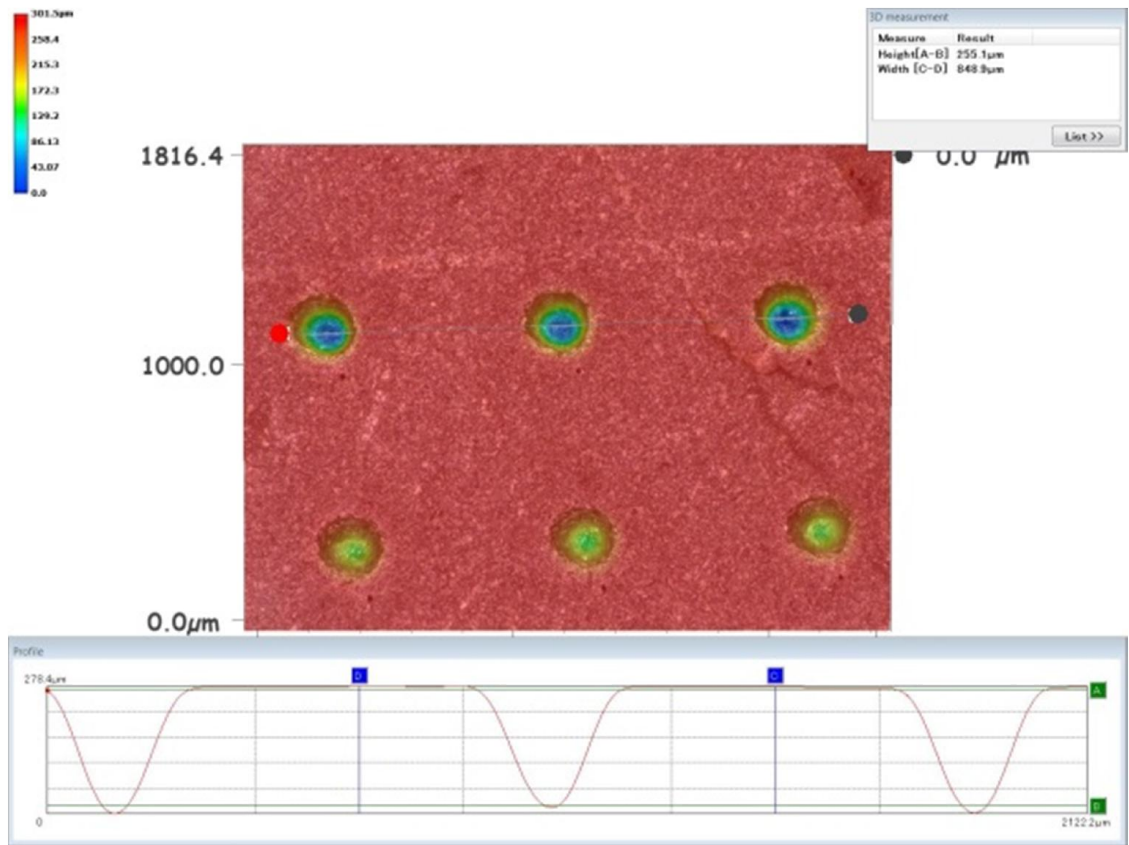 301.5µm
258.4
215.3
172.3
129.2
86.13
43.07
0.0
3D measurement
Measure Result
Height[A-B] 255.1µm
Width [C-D] 848.9µm
List >>
1816.4
0.0 µm
1000.0
0.0µm
Profile
278.4µm
D
C
A
B
0
2122.2µm